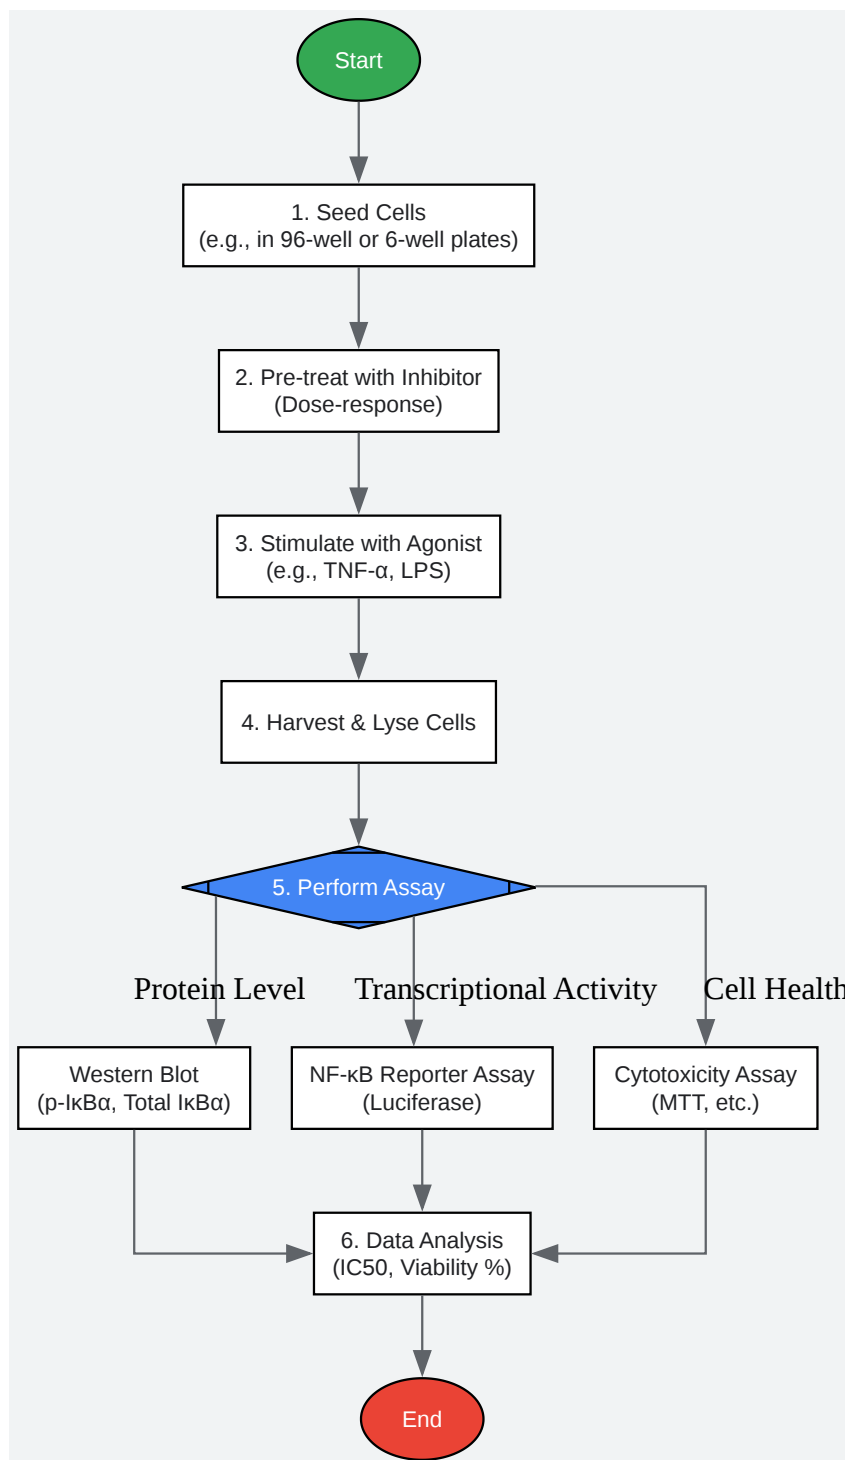 Start
1. Seed Cells
(e.g., in 96-well or 6-well plates)
2. Pre-treat with Inhibitor
(Dose-response)
3. Stimulate with Agonist
(e.g., TNF-α, LPS)
4. Harvest & Lyse Cells
5. Perform Assay
Protein Level
Transcriptional Activity
Cell Health
Western Blot
(p-IκBα, Total IκBα)
NF-κB Reporter Assay
(Luciferase)
Cytotoxicity Assay
(MTT, etc.)
6. Data Analysis
(IC50, Viability %)
End